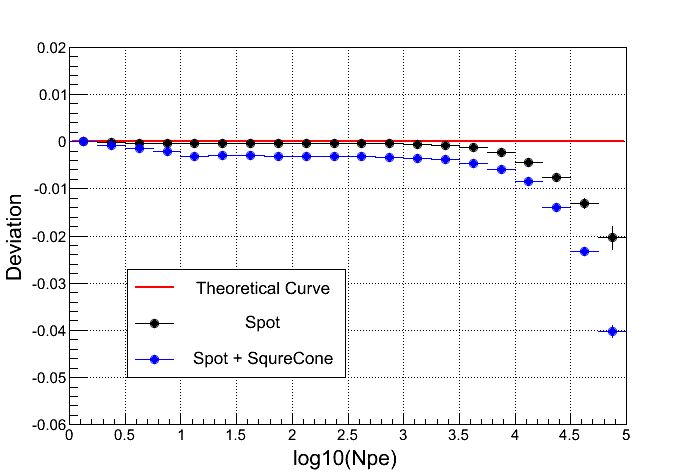 0.02
0.01
0
-0.01
-0.02
-0.03
-0.04
-0.05
-0.06
Deviation
Theoretical Curve
Spot
Spot + SqureCone
0 0.5 1 1.5 2 2.5 3 3.5 4 4.5 5
log10(Npe)